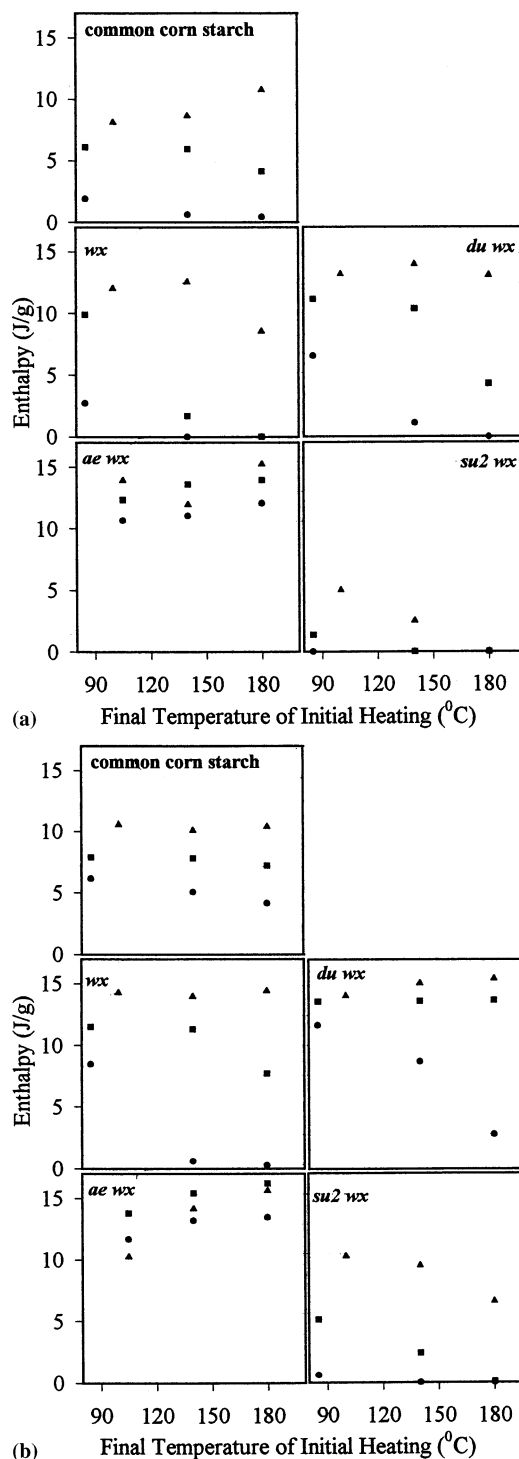 common corn starch
15
10
5
0
wx
du wx
15
10
5
0
Enthalpy (J/g)
ae wx
su2 wx
15
10
5
0
90 120 150 180 90 120 150 180
(a) Final Temperature of Initial Heating (⁰C)
common corn starch
15
10
5
0
wx
du wx
15
10
5
0
Enthalpy (J/g)
ae wx
su2 wx
15
10
5
0
90 120 150 180 90 120 150 180
(b) Final Temperature of Initial Heating (⁰C)